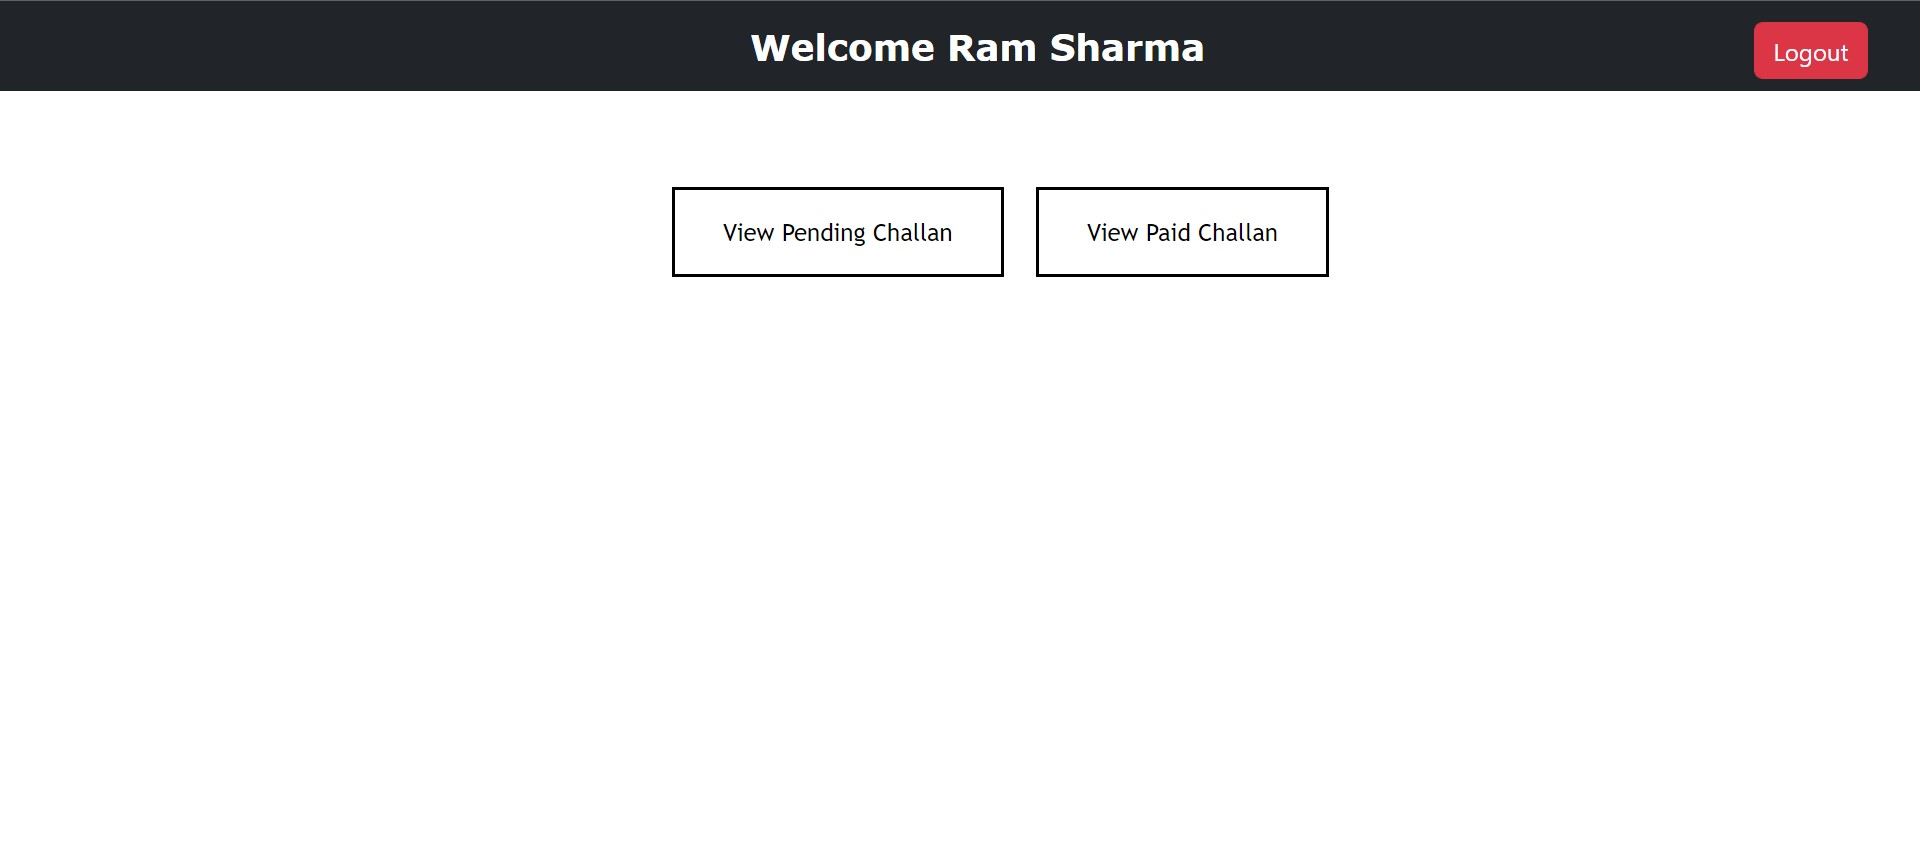 Welcome Ram Sharma
Logout
View Pending Challan
View Paid Challan